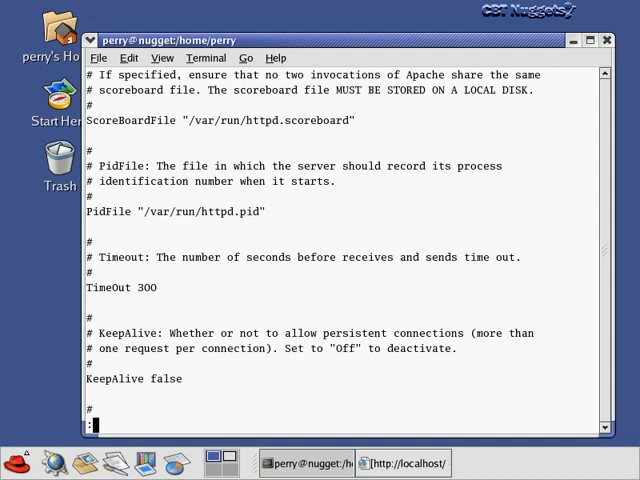 CBT Nuggets
perry's Ho
Start Her
Trash
perry@nugget:/home/perry
File Edit View Terminal Go Help
# If specified, ensure that no two invocations of Apache share the same
# scoreboard file. The scoreboard file MUST BE STORED ON A LOCAL DISK.
#
ScoreBoardFile "/var/run/httpd.scoreboard"
#
# PidFile: The file in which the server should record its process
# identification number when it starts.
#
PidFile "/var/run/httpd.pid"
#
# Timeout: The number of seconds before receives and sends time out.
#
TimeOut 300
#
# KeepAlive: Whether or not to allow persistent connections (more than
# one request per connection). Set to "Off" to deactivate.
#
KeepAlive false
#
:
perry@nugget:/h
[http://localhost/